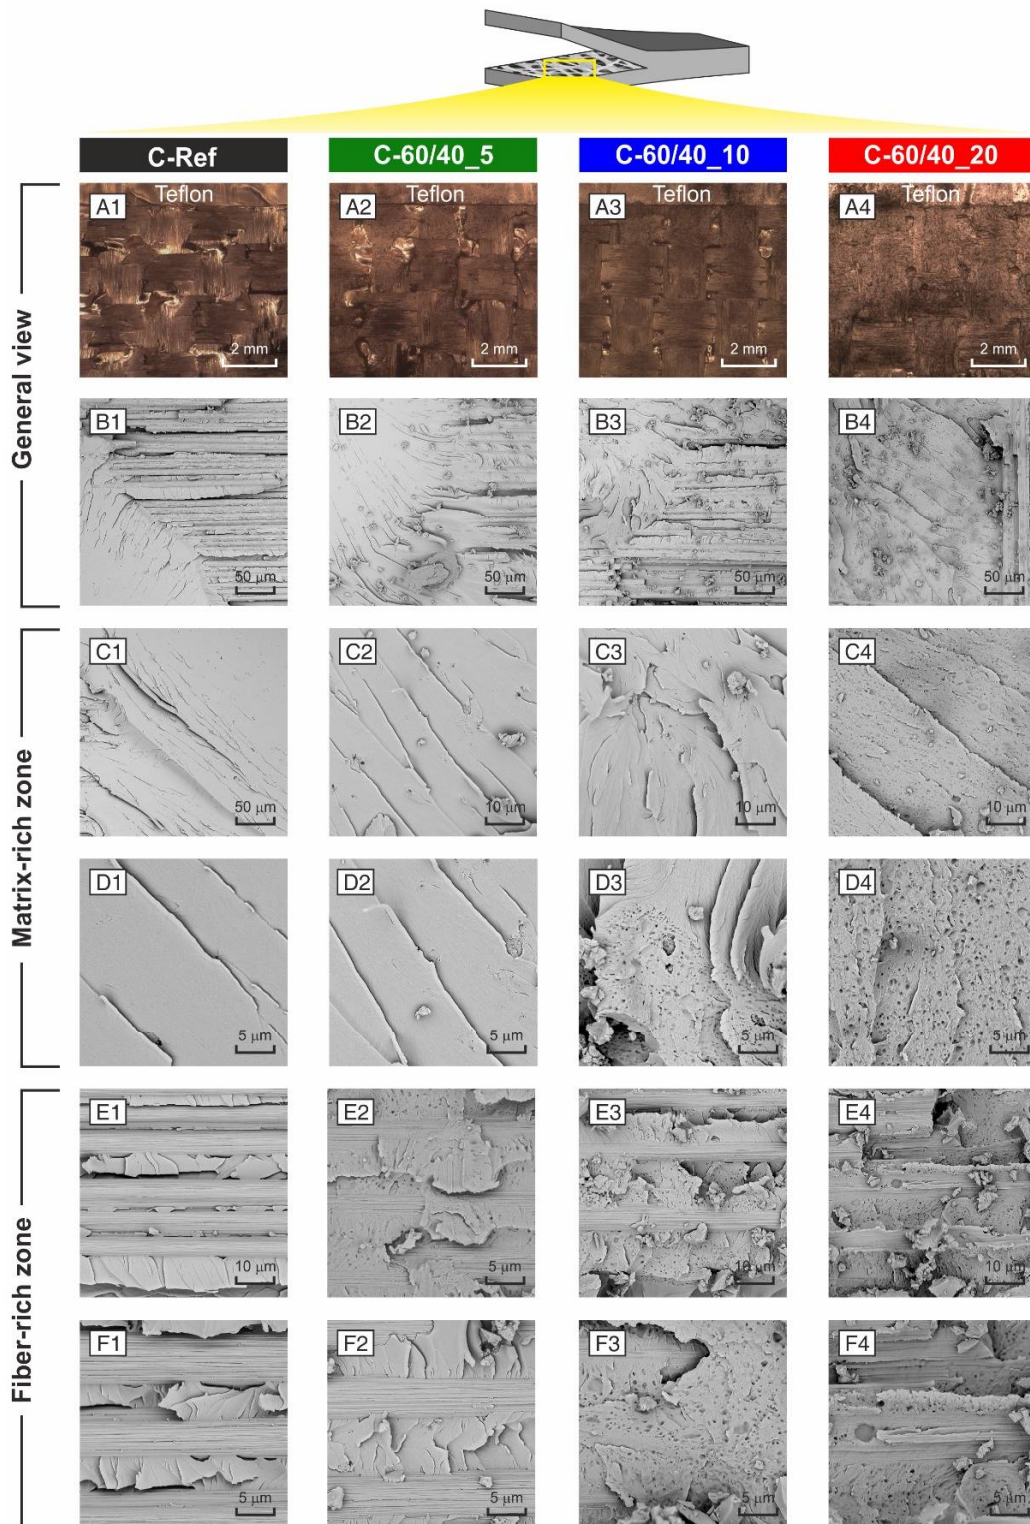 C-Ref C-60/40_5 C-60/40_10 C-60/40_20
General view
A1 Teflon 2 mm
A2 Teflon 2 mm
A3 Teflon 2 mm
A4 Teflon 2 mm
B1 50 μm
B2 50 μm
B3 50 μm
B4 50 μm
Matrix-rich zone
C1 50 μm
C2 10 μm
C3 10 μm
C4 10 μm
D1 5 μm
D2 5 μm
D3 5 μm
D4 5 μm
Fiber-rich zone
E1 10 μm
E2 5 μm
E3 10 μm
E4 10 μm
F1 5 μm
F2 5 μm
F3 5 μm
F4 5 μm